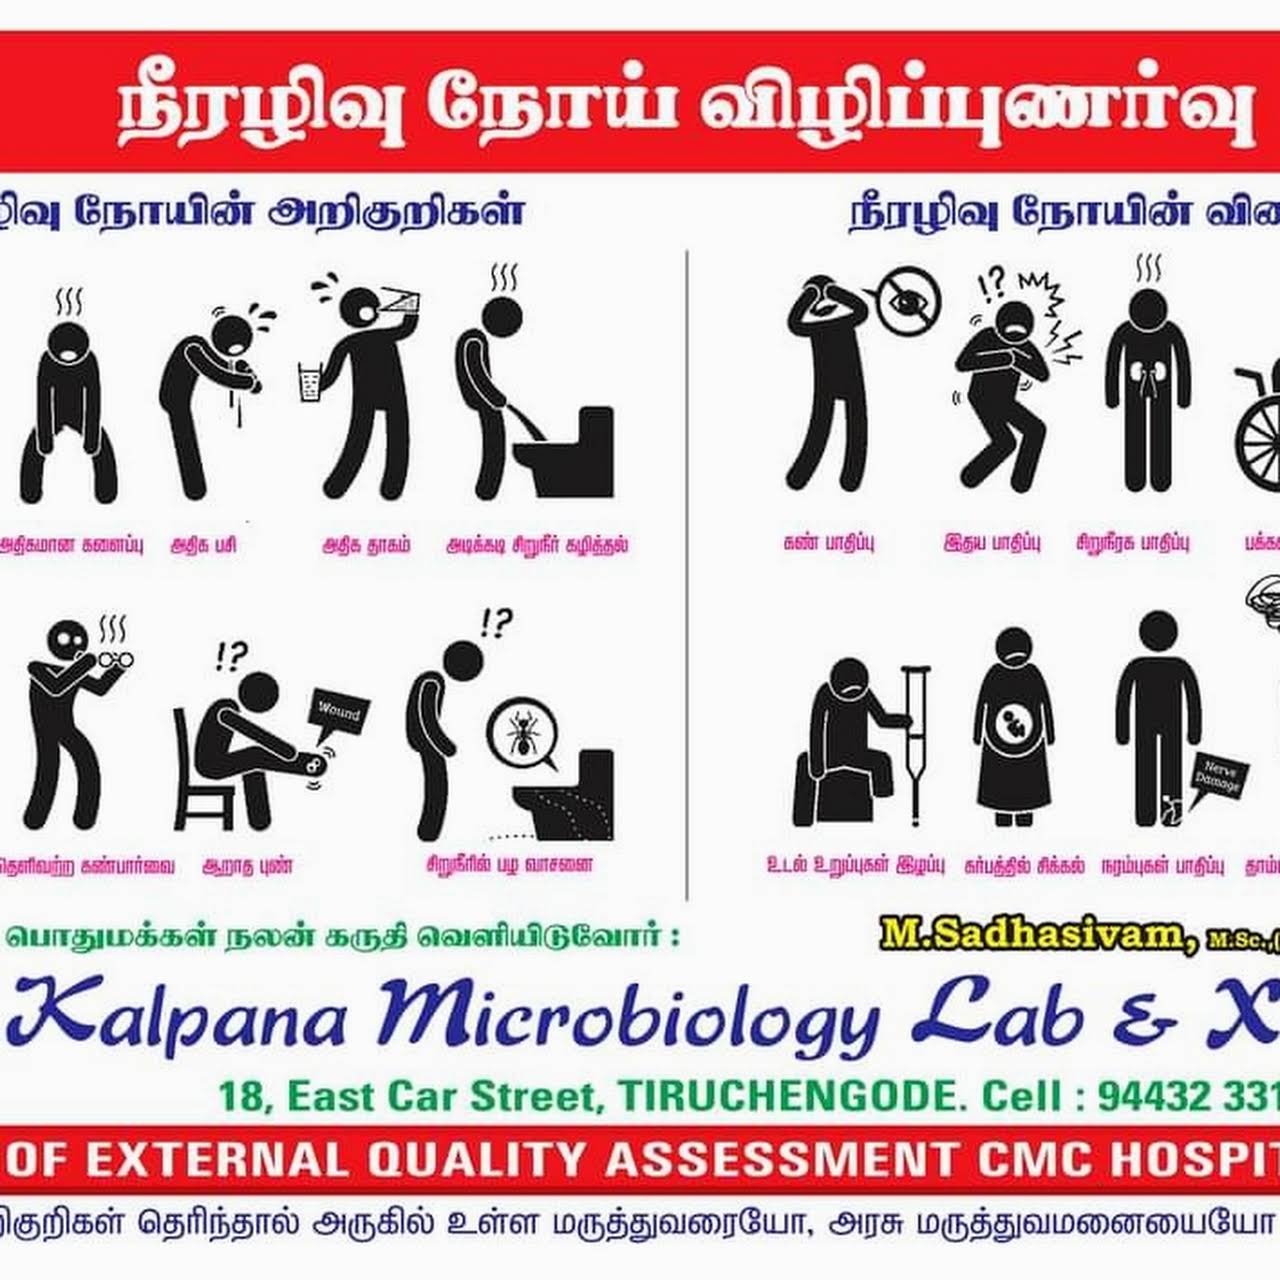 நீரழிவு நோய் விழிப்புணர்வு
நோயின் அறிகுறிகள்
நீரழிவு நோயின்
அதிகமான களைப்பு
அதிக பசி
அதிக தாகம்
அடிக்கடி சிறுநீர் கழித்தல்
கண் பாதிப்பு
இதய பாதிப்பு
சிறுநீரக பாதிப்பு
!?
!?
!?
Wound
Nerve
Damage
தெளிவற்ற கண்பார்வை
ஆறாத புண்
சிறுநீரில் பழ வாசனை
உடல் உறுப்புகள் இழப்பு
கர்பத்தில் சிக்கல்
நரம்புகள் பாதிப்பு
பொதுமக்கள் நலன் கருதி வெளியிடுவோர் :
M.Sadhasivam, M.Sc.,
Kalpana Microbiology Lab & X
18, East Car Street, TIRUCHENGODE. Cell : 94432 331
OF EXTERNAL QUALITY ASSESSMENT CMC HOSPIT
தெரிந்தால் அருகில் உள்ள மருத்துவரையோ, அரசு மருத்துவமனையையோ